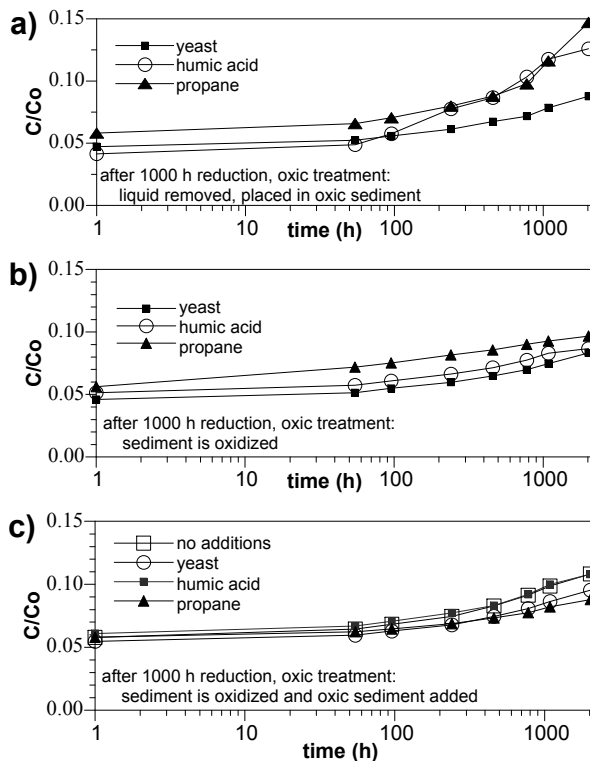 a)
0.15
0.10
0.05
0.00
C/Co
yeast
humic acid
propane
after 1000 h reduction, oxic treatment:
liquid removed, placed in oxic sediment
1
10
100
1000
time (h)
b)
0.15
0.10
0.05
0.00
C/Co
yeast
humic acid
propane
after 1000 h reduction, oxic treatment:
sediment is oxidized
1
10
100
1000
time (h)
c)
0.15
0.10
0.05
0.00
C/Co
no additions
yeast
humic acid
propane
after 1000 h reduction, oxic treatment:
sediment is oxidized and oxic sediment added
1
10
100
1000
time (h)